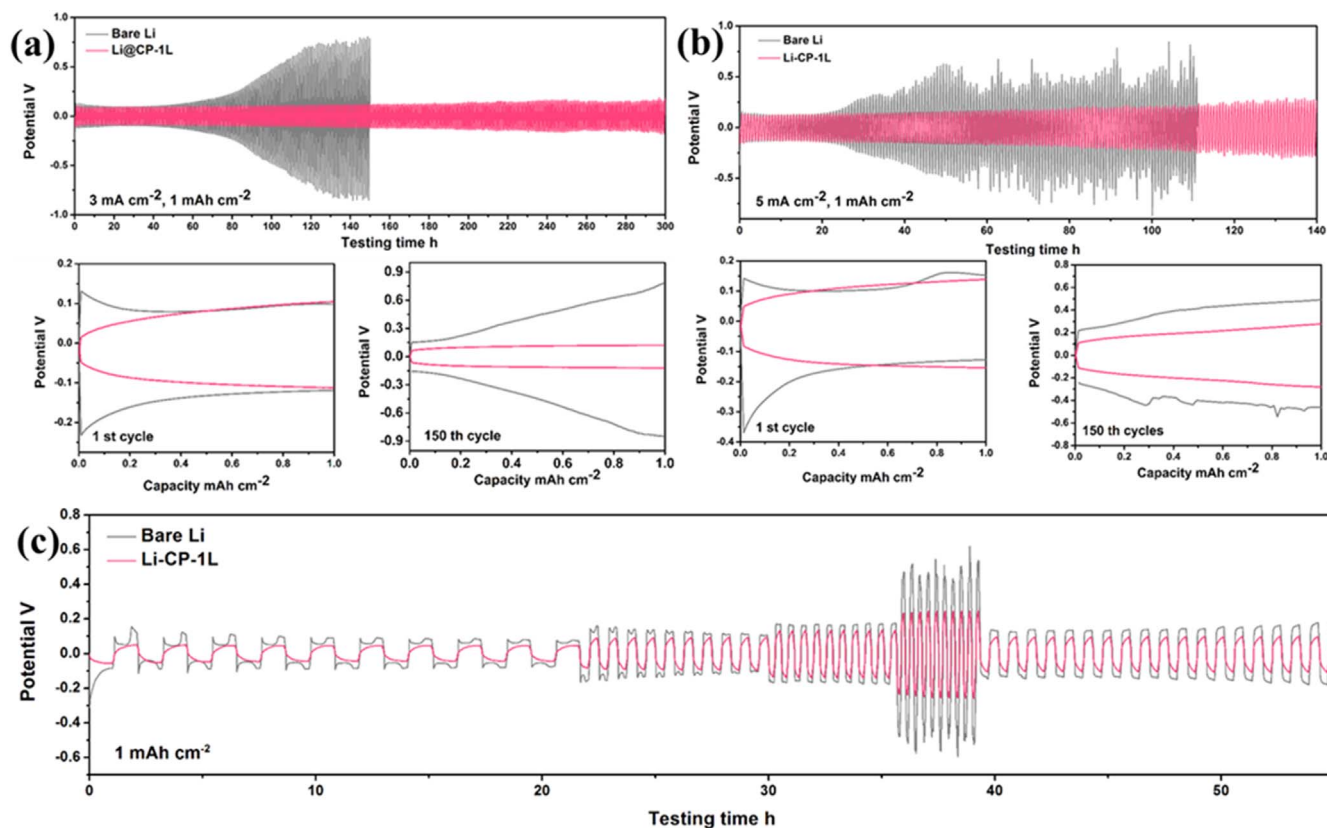 (a)
Bare Li
Li@CP-1L
Potential V
1.0
0.5
0.0
-0.5
-1.0
3 mA cm⁻², 1 mAh cm⁻²
0 20 40 60 80 100 120 140 160 180 200 220 240 260 280 300
Testing time h
(b)
Bare Li
Li-CP-1L
Potential V
1.0
0.5
0.0
-0.5
5 mA cm⁻², 1 mAh cm⁻²
0 20 40 60 80 100 120 140
Testing time h
Potential V
0.2
0.1
0.0
-0.1
-0.2
1 st cycle
0.0 0.2 0.4 0.6 0.8 1.0
Capacity mAh cm⁻²
Potential V
0.9
0.6
0.3
0.0
-0.3
-0.6
-0.9
150 th cycle
0.0 0.2 0.4 0.6 0.8 1.0
Capacity mAh cm⁻²
Potential V
0.2
0.1
0.0
-0.1
-0.2
-0.3
-0.4
1 st cycle
0.0 0.2 0.4 0.6 0.8 1.0
Capacity mAh cm⁻²
Potential V
0.8
0.6
0.4
0.2
0.0
-0.2
-0.4
-0.6
-0.8
150 th cycles
0.0 0.2 0.4 0.6 0.8 1.0
Capacity mAh cm⁻²
(c)
Bare Li
Li-CP-1L
Potential V
0.8
0.6
0.4
0.2
0.0
-0.2
-0.4
-0.6
1 mAh cm⁻²
0 10 20 30 40 50
Testing time h